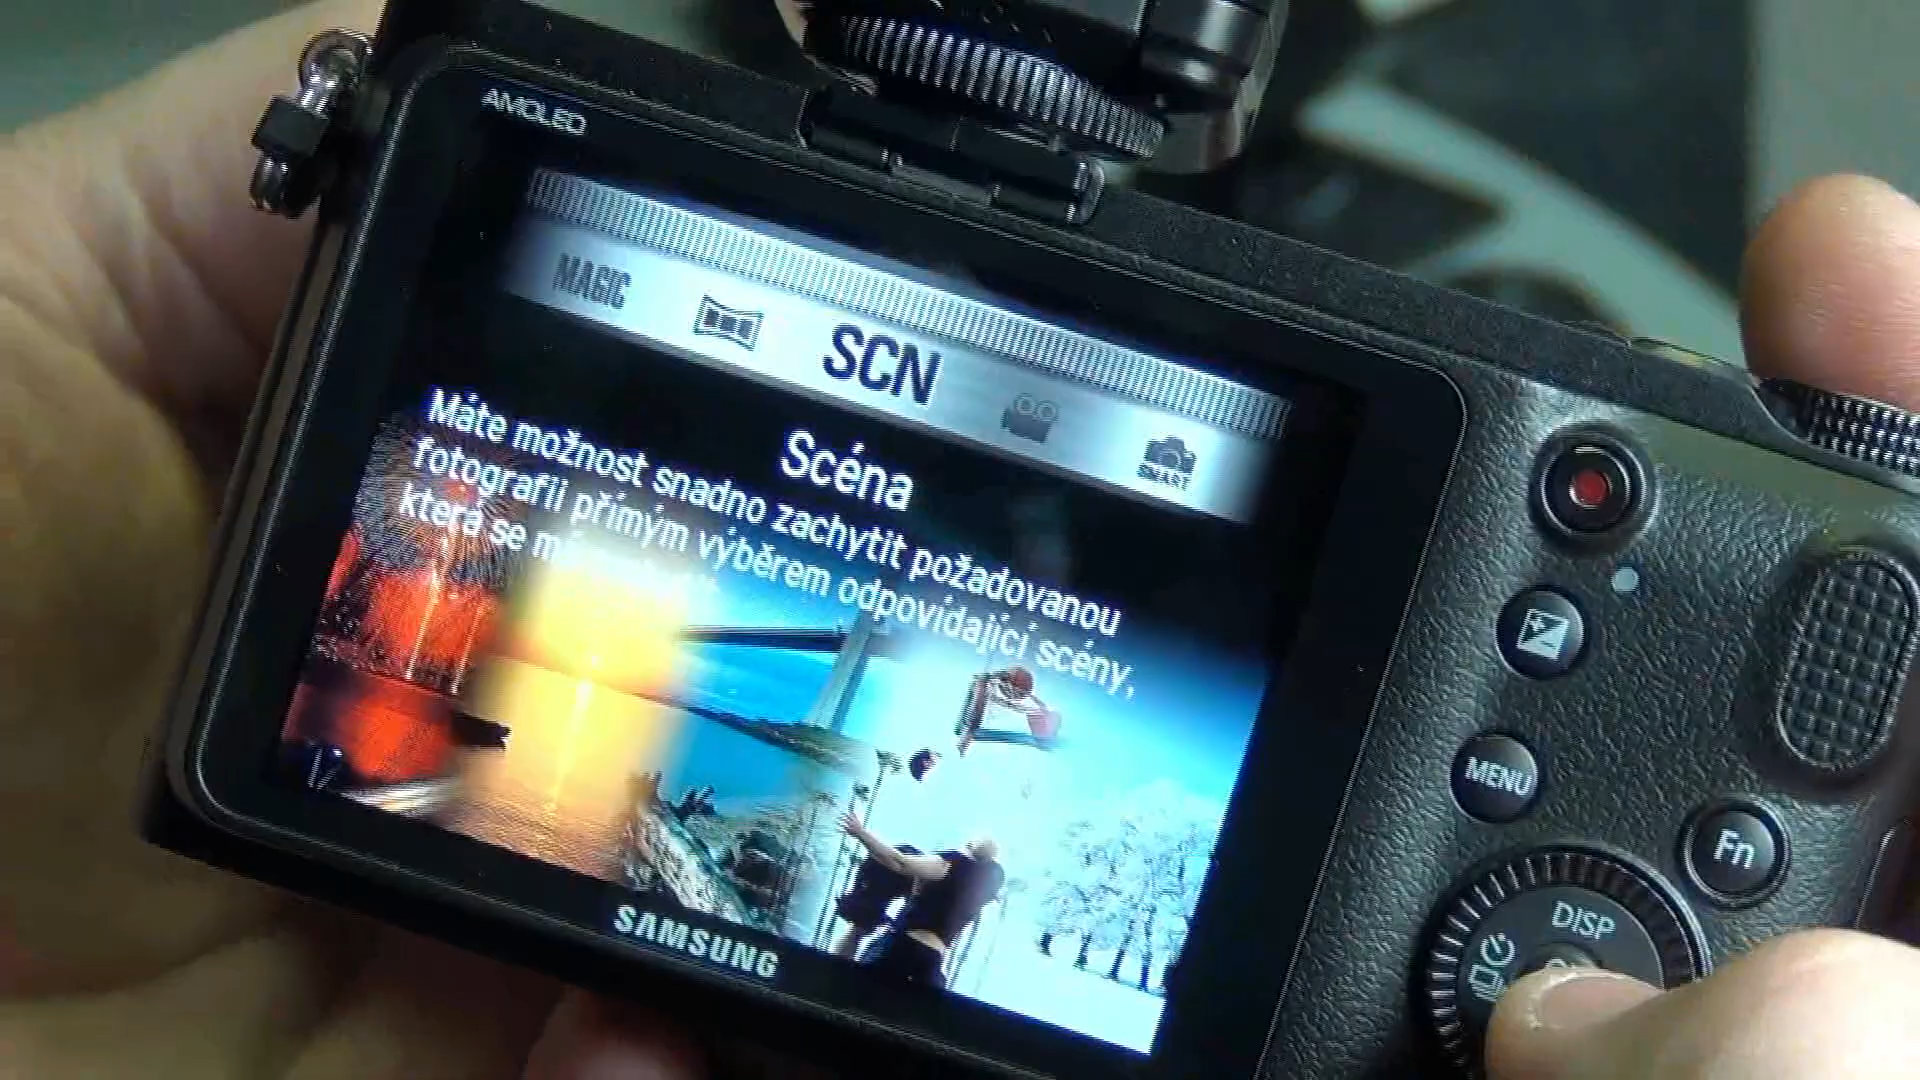 AMOLED
MAGIC
SCN
Scéna
Máte možnost snadno zachytit požadovanou
fotografii přímým výběrem odpovídající scény,
která se
SAMSUNG
MENU
Fn
DISP